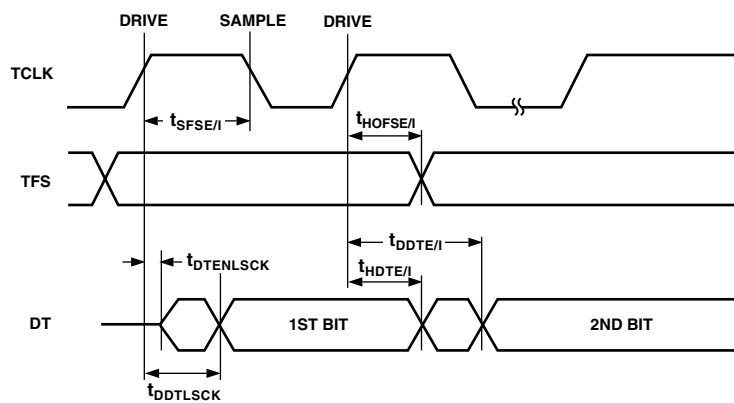 DRIVE SAMPLE DRIVE
TCLK
tSFSE/I
tHOFSE/I
TFS
tDDTE/I
tDTENLSCK
tHDTE/I
DT
1ST BIT
2ND BIT
tDDTLSCK